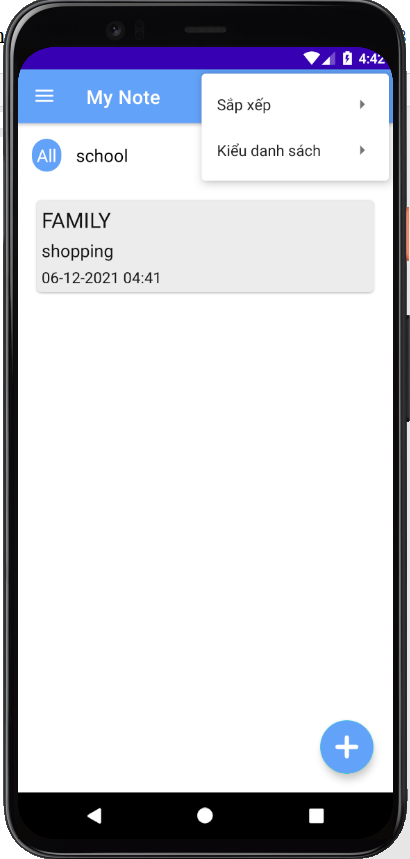 4:42
My Note
Sắp xếp
Kiểu danh sách
All
school
FAMILY
shopping
06-12-2021 04:41